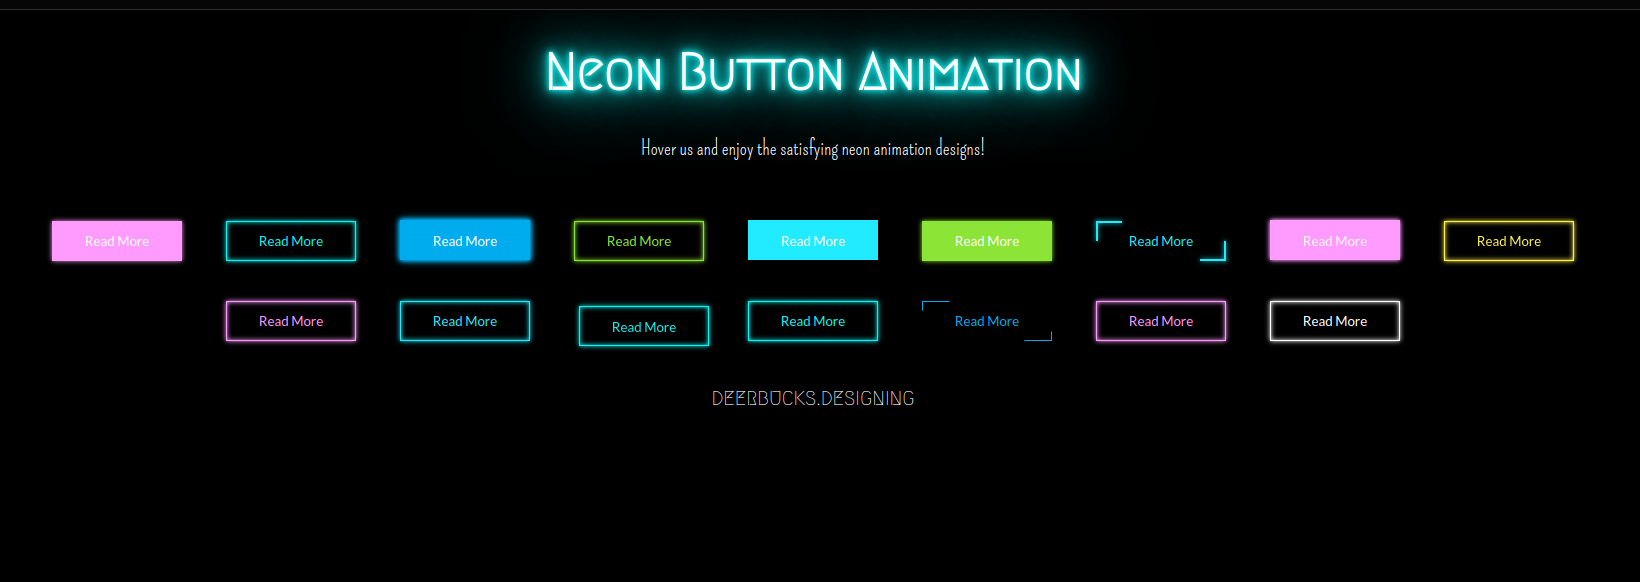 Neon Button Animation
Hover us and enjoy the satisfying neon animation designs!
Read More Read More Read More Read More Read More Read More Read More Read More Read More
Read More Read More Read More Read More Read More Read More Read More
DEERBUCKS.DESIGNING